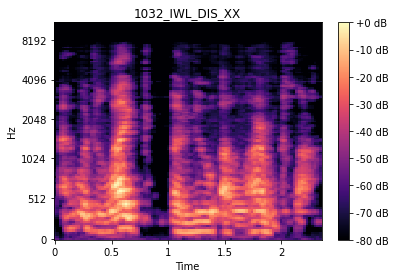 1032_IWL_DIS_XX
+0 dB
8192
-10 dB
4096
-20 dB
-30 dB
2048
Hz
-40 dB
1024
-50 dB
512
-60 dB
-70 dB
0
-80 dB
0
0.5
1
1.5
2
Time